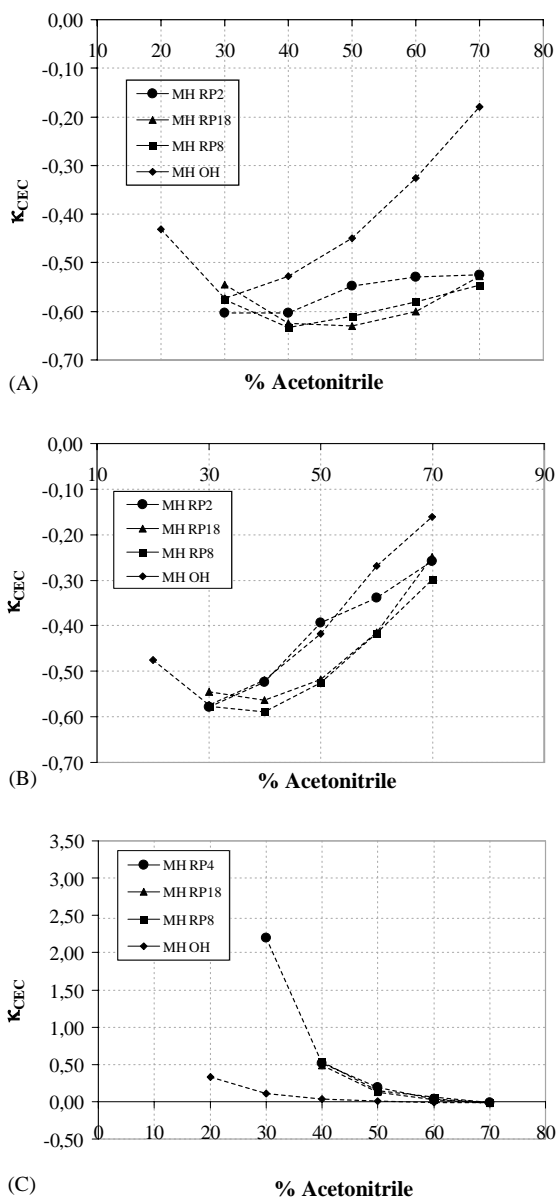 0,00
10 20 30 40 50 60 70 80
-0,10
-0,20
-0,30
-0,40
-0,50
-0,60
-0,70
MH RP2
MH RP18
MH RP8
MH OH
κCEC
(A)
% Acetonitrile
0,00
10 30 50 70 90
-0,10
-0,20
-0,30
-0,40
-0,50
-0,60
-0,70
MH RP2
MH RP18
MH RP8
MH OH
κCEC
(B)
% Acetonitrile
3,50
3,00
2,50
2,00
1,50
1,00
0,50
0,00
-0,50
0 10 20 30 40 50 60 70 80
MH RP4
MH RP18
MH RP8
MH OH
κCEC
(C)
% Acetonitrile